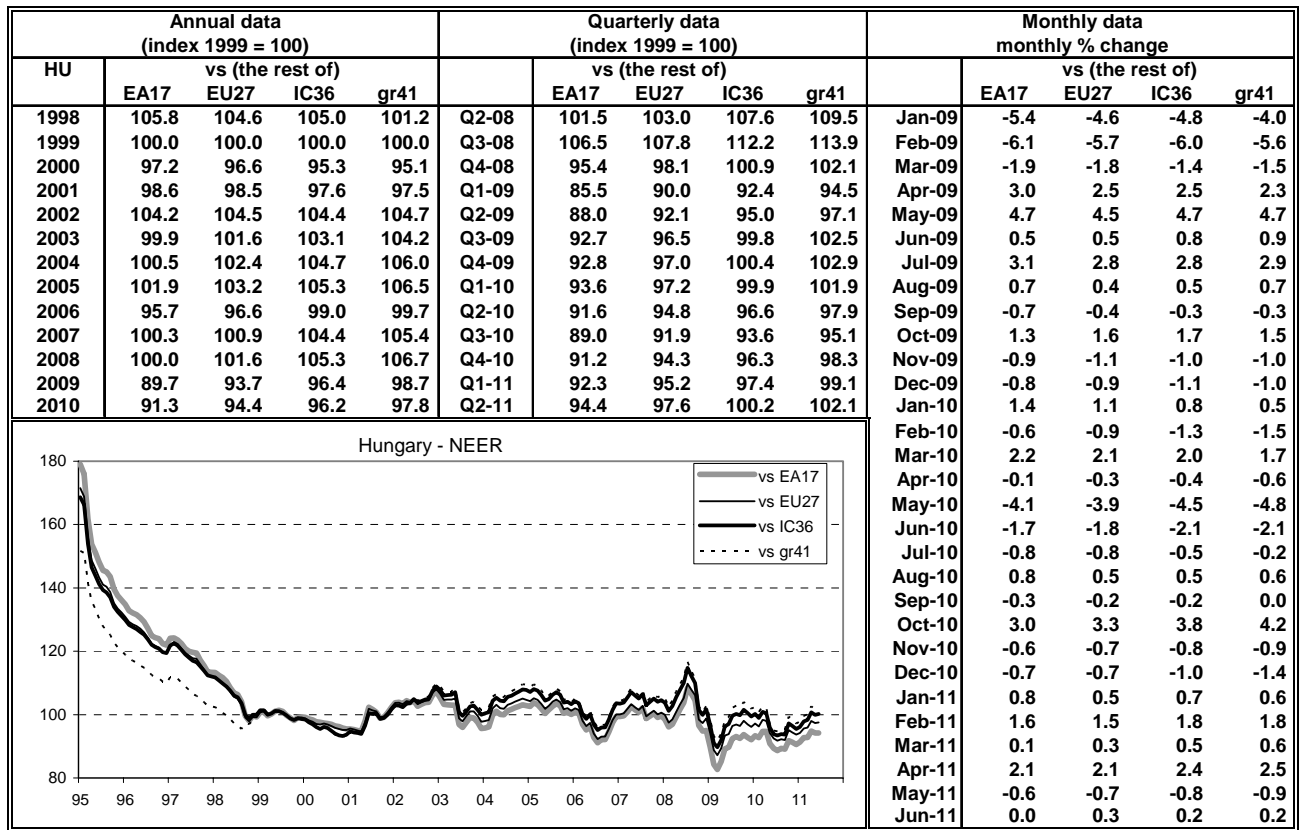 Annual data
(index 1999 = 100)
HU vs (the rest of)
EA17 EU27 IC36 gr41
1998 105.8 104.6 105.0 101.2
1999 100.0 100.0 100.0 100.0
2000 97.2 96.6 95.3 95.1
2001 98.6 98.5 97.6 97.5
2002 104.2 104.5 104.4 104.7
2003 99.9 101.6 103.1 104.2
2004 100.5 102.4 104.7 106.0
2005 101.9 103.2 105.3 106.5
2006 95.7 96.6 99.0 99.7
2007 100.3 100.9 104.4 105.4
2008 100.0 101.6 105.3 106.7
2009 89.7 93.7 96.4 98.7
2010 91.3 94.4 96.2 97.8
Quarterly data
(index 1999 = 100)
vs (the rest of)
EA17 EU27 IC36 gr41
Q2-08 101.5 103.0 107.6 109.5
Q3-08 106.5 107.8 112.2 113.9
Q4-08 95.4 98.1 100.9 102.1
Q1-09 85.5 90.0 92.4 94.5
Q2-09 88.0 92.1 95.0 97.1
Q3-09 92.7 96.5 99.8 102.5
Q4-09 92.8 97.0 100.4 102.9
Q1-10 93.6 97.2 99.9 101.9
Q2-10 91.6 94.8 96.6 97.9
Q3-10 89.0 91.9 93.6 95.1
Q4-10 91.2 94.3 96.3 98.3
Q1-11 92.3 95.2 97.4 99.1
Q2-11 94.4 97.6 100.2 102.1
Monthly data
monthly % change
vs (the rest of)
EA17 EU27 IC36 gr41
Jan-09 -5.4 -4.6 -4.8 -4.0
Feb-09 -6.1 -5.7 -6.0 -5.6
Mar-09 -1.9 -1.8 -1.4 -1.5
Apr-09 3.0 2.5 2.5 2.3
May-09 4.7 4.5 4.7 4.7
Jun-09 0.5 0.5 0.8 0.9
Jul-09 3.1 2.8 2.8 2.9
Aug-09 0.7 0.4 0.5 0.7
Sep-09 -0.7 -0.4 -0.3 -0.3
Oct-09 1.3 1.6 1.7 1.5
Nov-09 -0.9 -1.1 -1.0 -1.0
Dec-09 -0.8 -0.9 -1.1 -1.0
Jan-10 1.4 1.1 0.8 0.5
Feb-10 -0.6 -0.9 -1.3 -1.5
Mar-10 2.2 2.1 2.0 1.7
Apr-10 -0.1 -0.3 -0.4 -0.6
May-10 -4.1 -3.9 -4.5 -4.8
Jun-10 -1.7 -1.8 -2.1 -2.1
Jul-10 -0.8 -0.8 -0.5 -0.2
Aug-10 0.8 0.5 0.5 0.6
Sep-10 -0.3 -0.2 -0.2 0.0
Oct-10 3.0 3.3 3.8 4.2
Nov-10 -0.6 -0.7 -0.8 -0.9
Dec-10 -0.7 -0.7 -1.0 -1.4
Jan-11 0.8 0.5 0.7 0.6
Feb-11 1.6 1.5 1.8 1.8
Mar-11 0.1 0.3 0.5 0.6
Apr-11 2.1 2.1 2.4 2.5
May-11 -0.6 -0.7 -0.8 -0.9
Jun-11 0.0 0.3 0.2 0.2
Hungary - NEER
vs EA17
vs EU27
vs IC36
vs gr41
180
160
140
120
100
80
95 96 97 98 99 00 01 02 03 04 05 06 07 08 09 10 11